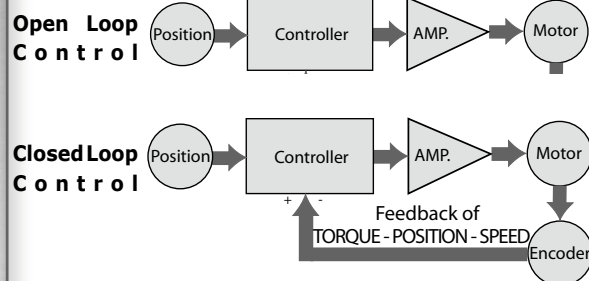 Open Loop
Control
Position
Controller
AMP.
Motor
Closed Loop
Control
Position
Controller
AMP.
Motor
+ -
Feedback of
TORQUE - POSITION - SPEED
Encoder